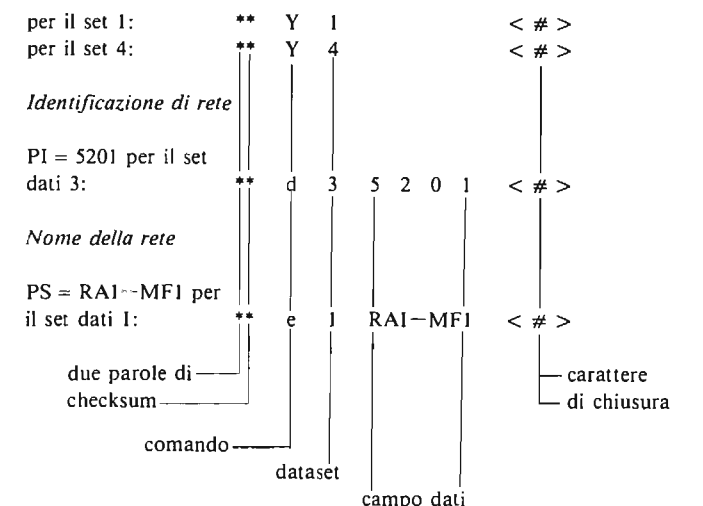 per il set 1: ** Y 1 < # >
per il set 4: ** Y 4 < # >
Identificazione di rete
PI = 5201 per il set
dati 3: ** d 3 5 2 0 1 < # >
Nome della rete
PS = RAI--MF1 per
il set dati 1: ** e 1 RAI-MF1 < # >
due parole di
checksum
carattere
di chiusura
comando
dataset
campo dati